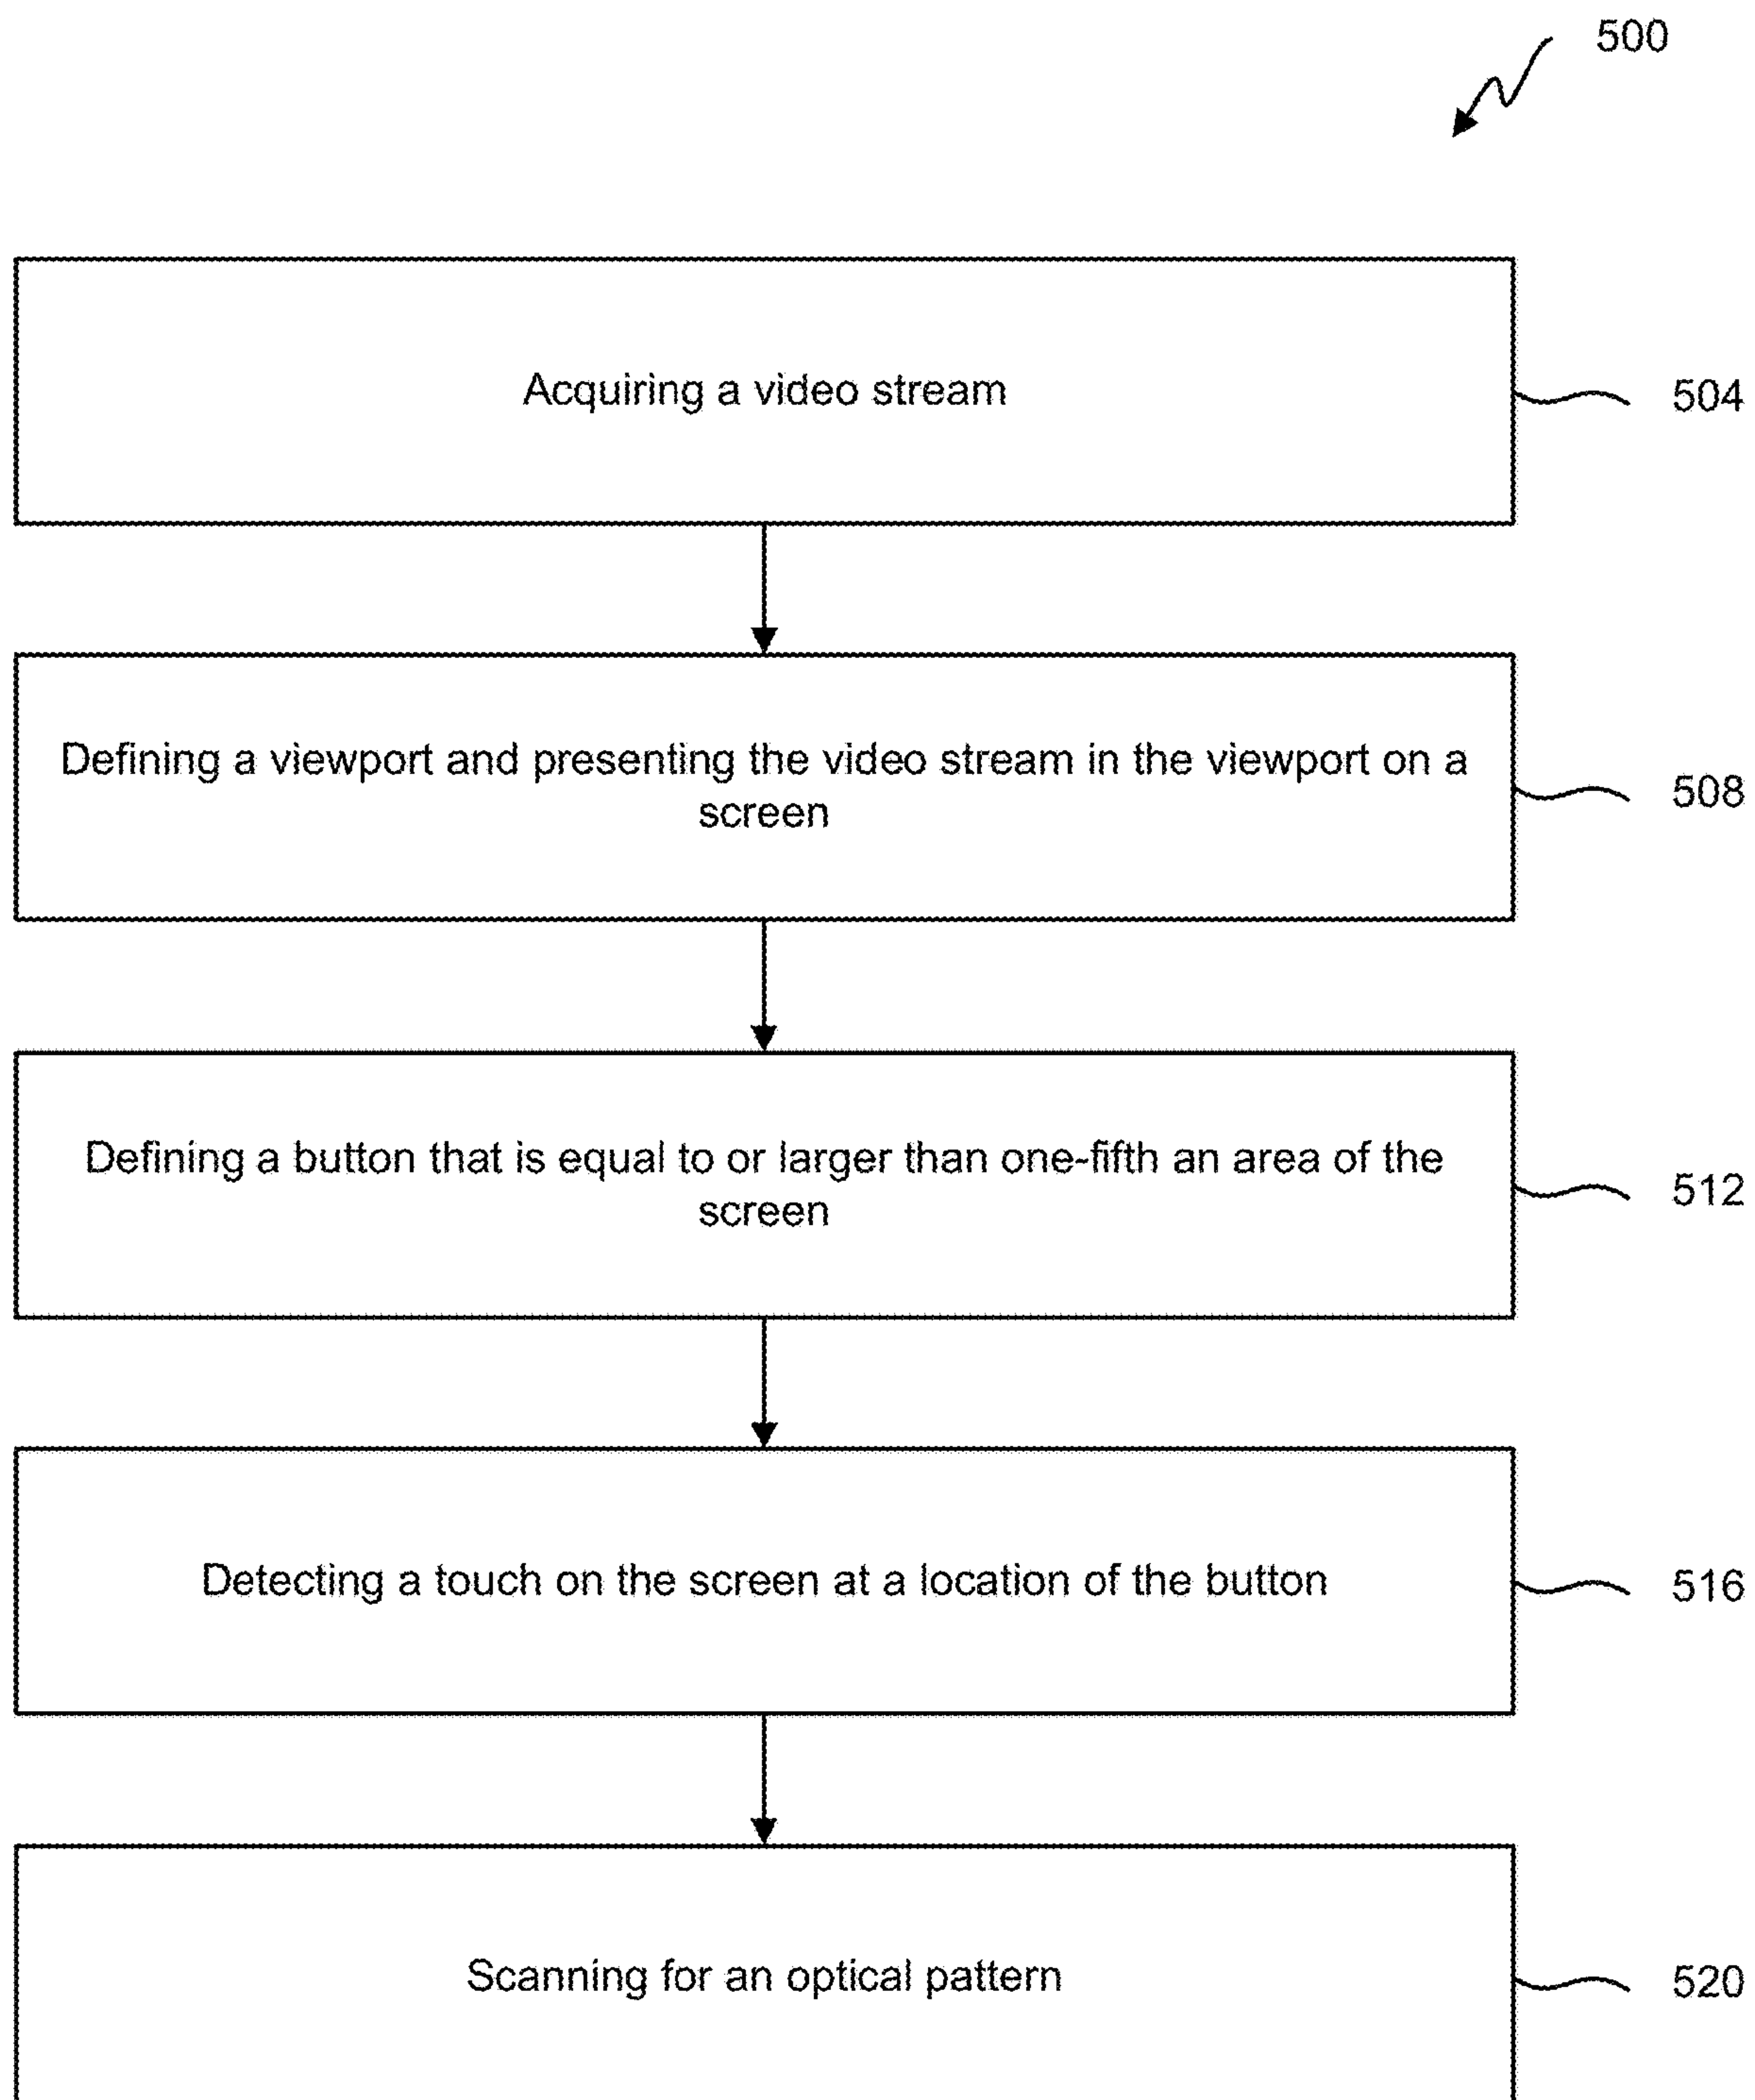 500
Acquiring a video stream
504
Defining a viewport and presenting the video stream in the viewport on a
screen
508
Defining a button that is equal to or larger than one-fifth an area of the
screen
512
Detecting a touch on the screen at a location of the button
516
Scanning for an optical pattern
520